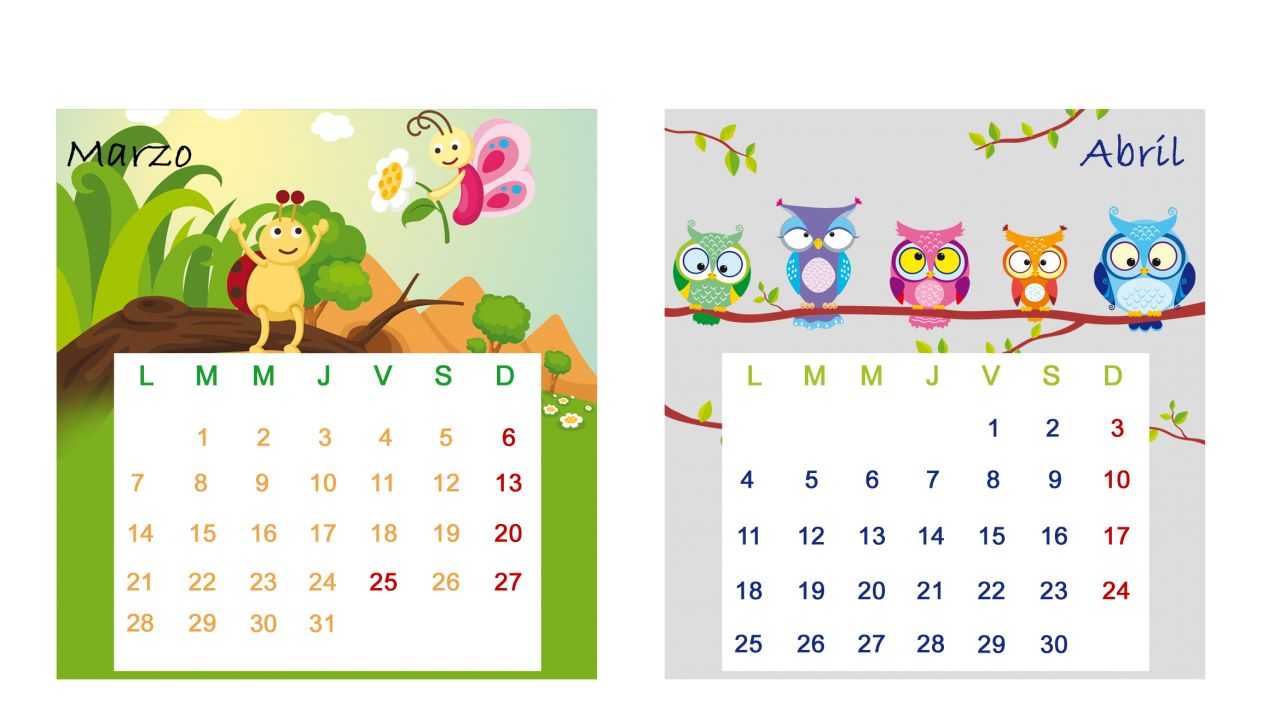 Marzo
L M M J V S D
1 2 3 4 5 6
7 8 9 10 11 12 13
14 15 16 17 18 19 20
21 22 23 24 25 26 27
28 29 30 31
Abril
L M M J V S D
1 2 3
4 5 6 7 8 9 10
11 12 13 14 15 16 17
18 19 20 21 22 23 24
25 26 27 28 29 30